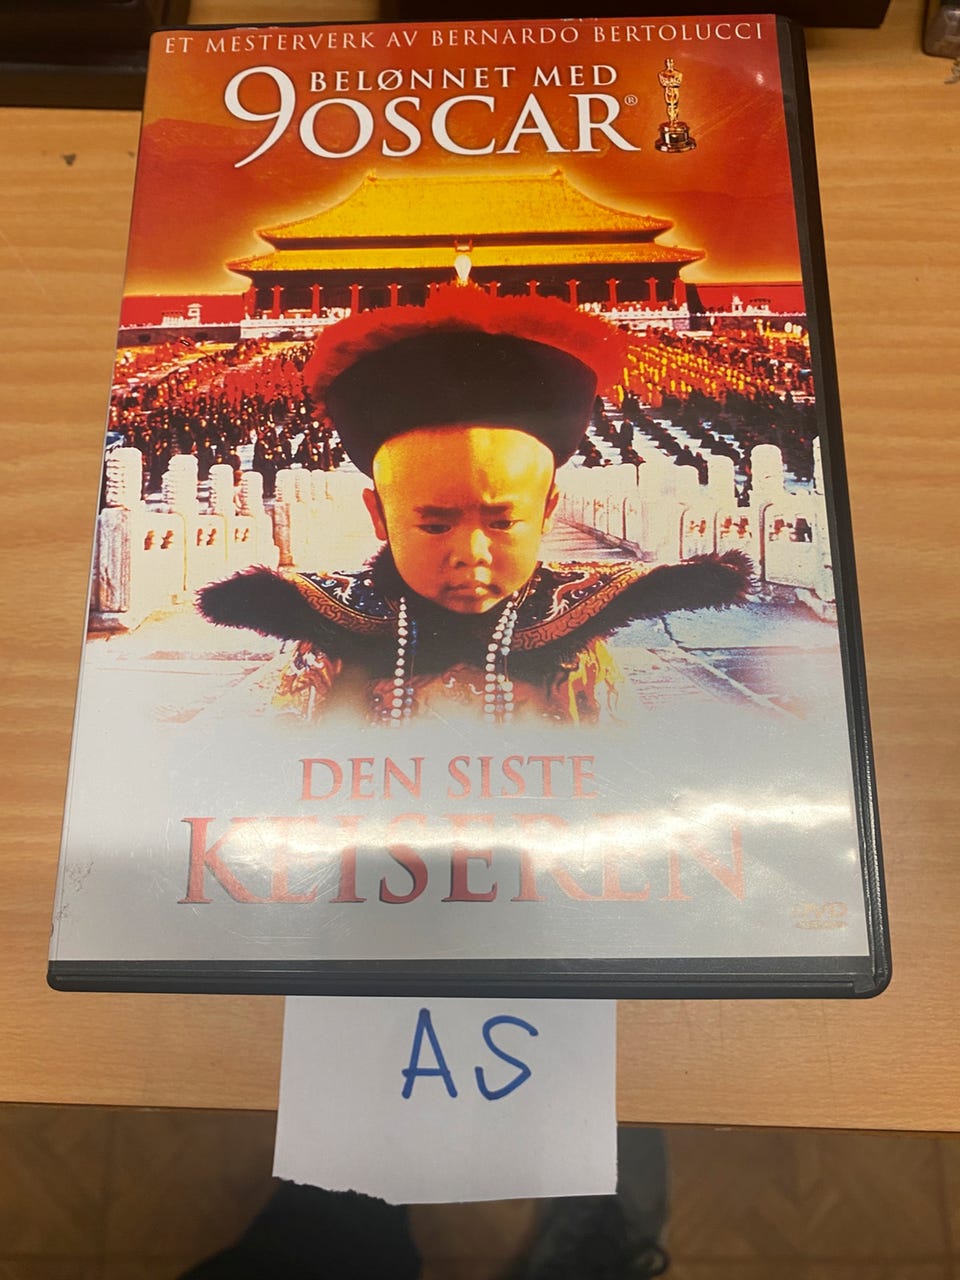 ET MESTERVERK AV BERNARDO BERTOLUCCI
BELØNNET MED
9 OSCAR®
DEN SISTE
KEISEREN
DVD
AS